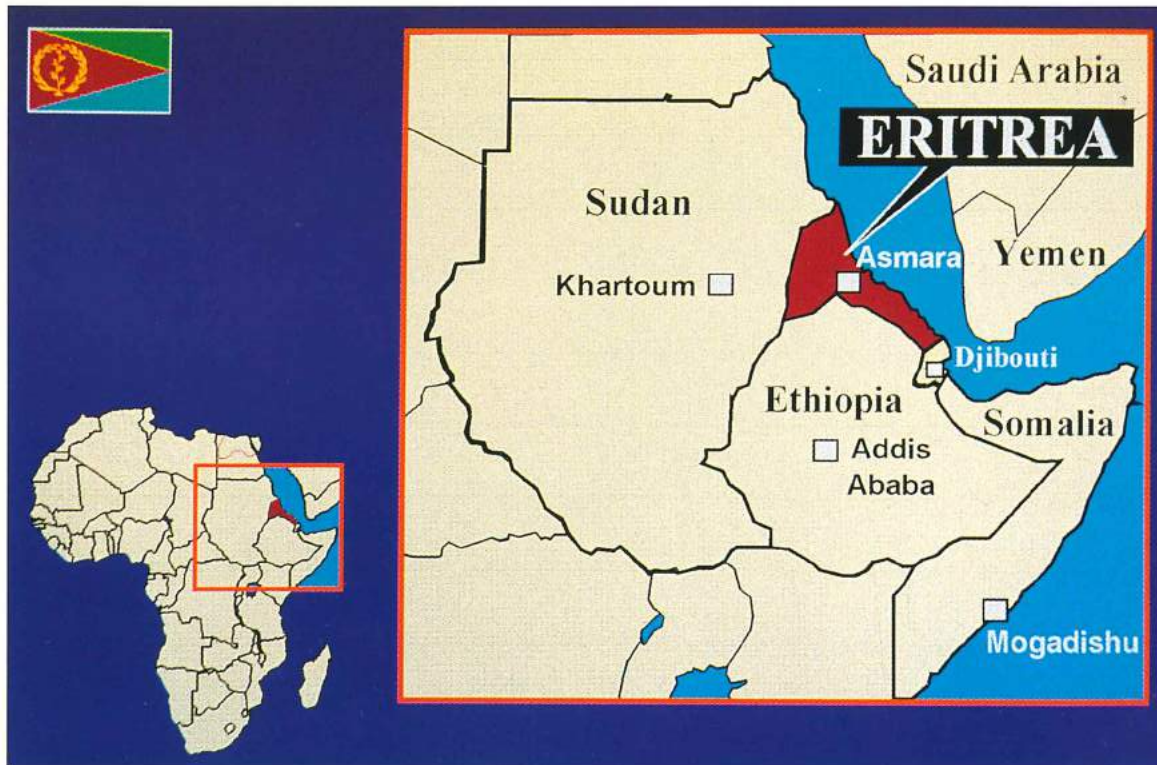 Saudi Arabia
ERITREA
Sudan
Asmara
Yemen
Khartoum
Djibouti
Ethiopia
Somalia
Addis
Ababa
Mogadishu